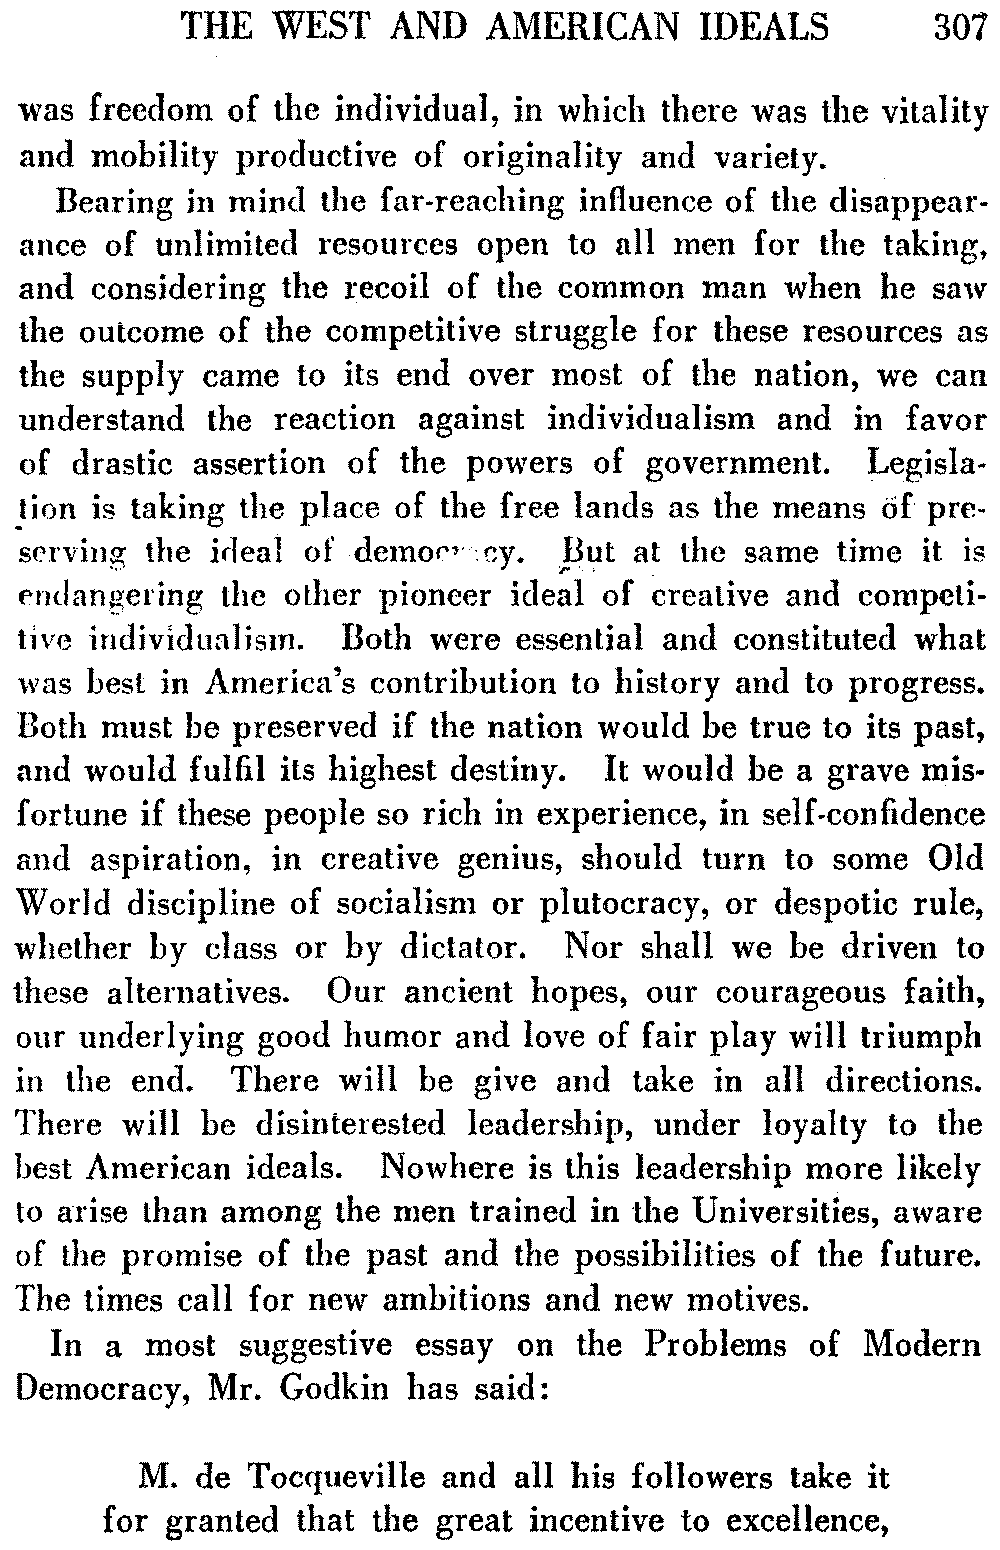 THE WEST AND AMERICAN IDEALS 307
was freedom of the individual, in which there was the vitality
and mobility productive of originality and variety.
Bearing in mind the far-reaching influence of the disappear-
ance of unlimited resources open to all men for the taking,
and considering the recoil of the common man when he saw
the outcome of the competitive struggle for these resources as
the supply came to its end over most of the nation, we can
understand the reaction against individualism and in favor
of drastic assertion of the powers of government. Legisla-
tion is taking the place of the free lands as the means of pre-
serving the ideal of democracy. But at the same time it is
endangering the other pioneer ideal of creative and competi-
tive individualism. Both were essential and constituted what
was best in America's contribution to history and to progress.
Both must be preserved if the nation would be true to its past,
and would fulfil its highest destiny. It would be a grave mis-
fortune if these people so rich in experience, in self-confidence
and aspiration, in creative genius, should turn to some Old
World discipline of socialism or plutocracy, or despotic rule,
whether by class or by dictator. Nor shall we be driven to
these alternatives. Our ancient hopes, our courageous faith,
our underlying good humor and love of fair play will triumph
in the end. There will be give and take in all directions.
There will be disinterested leadership, under loyalty to the
best American ideals. Nowhere is this leadership more likely
to arise than among the men trained in the Universities, aware
of the promise of the past and the possibilities of the future.
The times call for new ambitions and new motives.
In a most suggestive essay on the Problems of Modern
Democracy, Mr. Godkin has said:
M. de Tocqueville and all his followers take it
for granted that the great incentive to excellence,